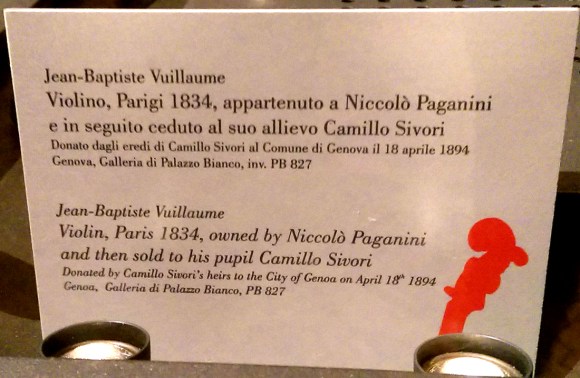 Jean-Baptiste Vuillaume
Violino, Parigi 1834, appartenuto a Niccolò Paganini
e in seguito ceduto al suo allievo Camillo Sivori
Donato dagli eredi di Camillo Sivori al Comune di Genova il 18 aprile 1894
Genova, Galleria di Palazzo Bianco, inv. PB 827
Jean-Baptiste Vuillaume
Violin, Paris 1834, owned by Niccolò Paganini
and then sold to his pupil Camillo Sivori
Donated by Camillo Sivori's heirs to the City of Genoa on April 18th 1894
Genoa, Galleria di Palazzo Bianco, PB 827